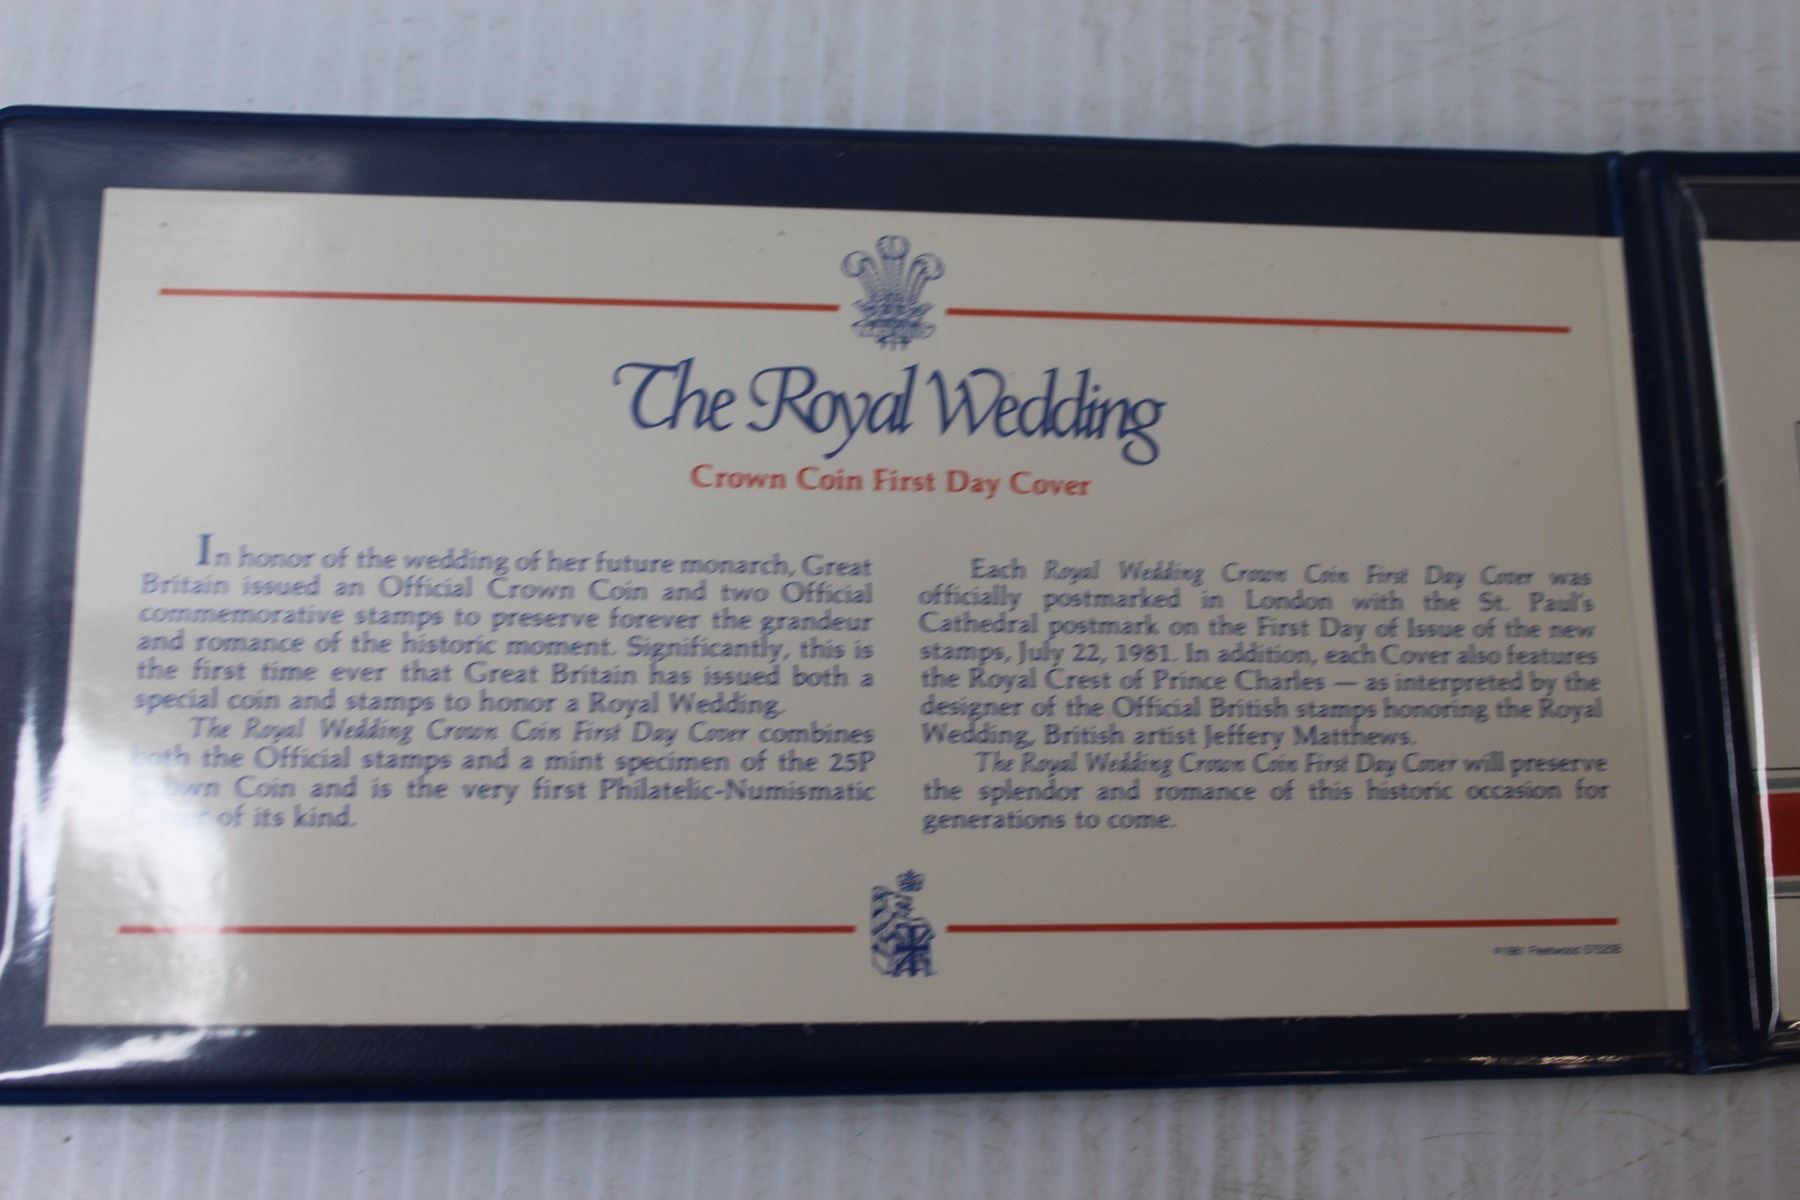 The Royal Wedding
Crown Coin First Day Cover
In honor of the wedding of her future monarch, Great
Britain issued an Official Crown Coin and two Official
commemorative stamps to preserve forever the grandeur
and romance of the historic moment. Significantly, this is
the first time ever that Great Britain has issued both a
special coin and stamps to honor a Royal Wedding.
The Royal Wedding Crown Coin First Day Cover combines
both the Official stamps and a mint specimen of the 25P
Crown Coin and is the very first Philatelic-Numismatic
Cover of its kind.
Each Royal Wedding Crown Coin First Day Cover was
officially postmarked in London with the St. Paul's
Cathedral postmark on the First Day of Issue of the new
stamps, July 22, 1981. In addition, each Cover also features
the Royal Crest of Prince Charles — as interpreted by the
designer of the Official British stamps honoring the Royal
Wedding, British artist Jeffery Matthews.
The Royal Wedding Crown Coin First Day Cover will preserve
the splendor and romance of this historic occasion for
generations to come.
©1981 Fleetwood